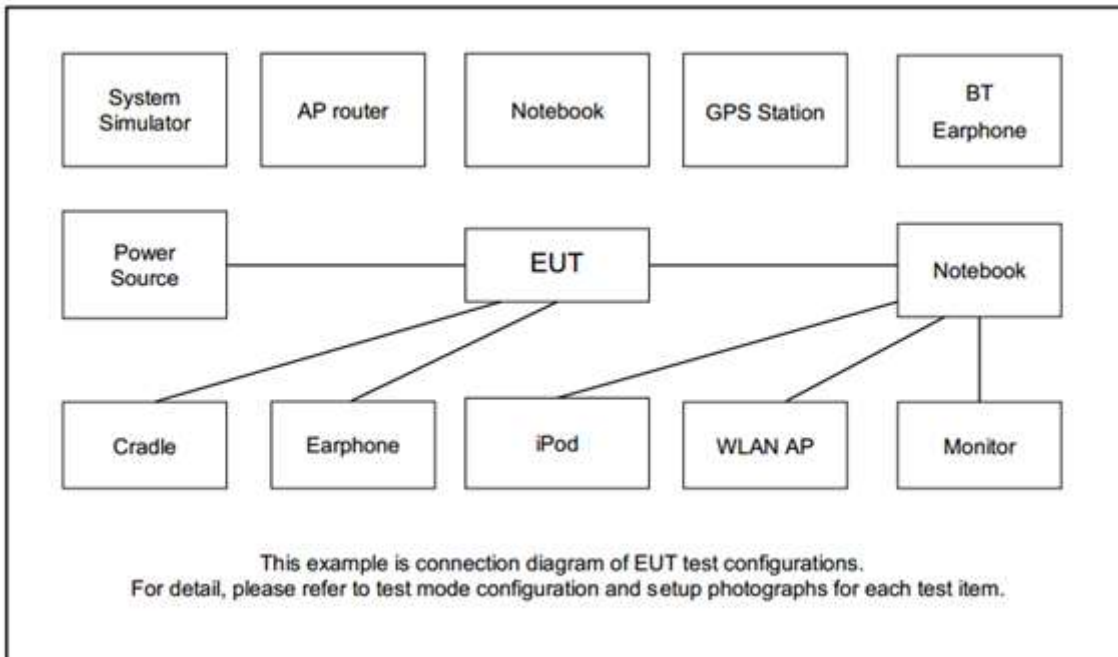 System
Simulator
AP router
Notebook
GPS Station
BT
Earphone
Power
Source
EUT
Notebook
Cradle
Earphone
iPod
WLAN AP
Monitor
This example is connection diagram of EUT test configurations.
For detail, please refer to test mode configuration and setup photographs for each test item.